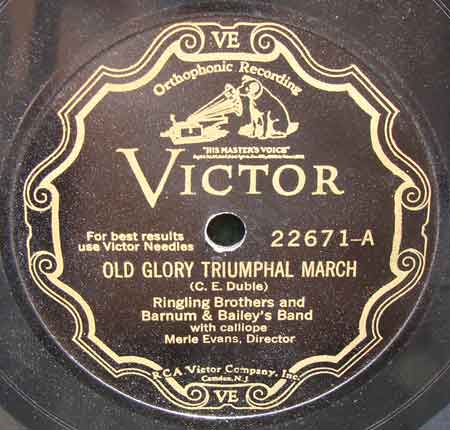 VE
Orthophonic Recording
"HIS MASTER'S VOICE"
VICTOR
For best results
use Victor Needles
22671-A
OLD GLORY TRIUMPHAL MARCH
(C. E. Duble)
Ringling Brothers and
Barnum & Bailey's Band
with calliope
Merle Evans, Director
RCA Victor Company, Inc.
Camden, N.J.
VE